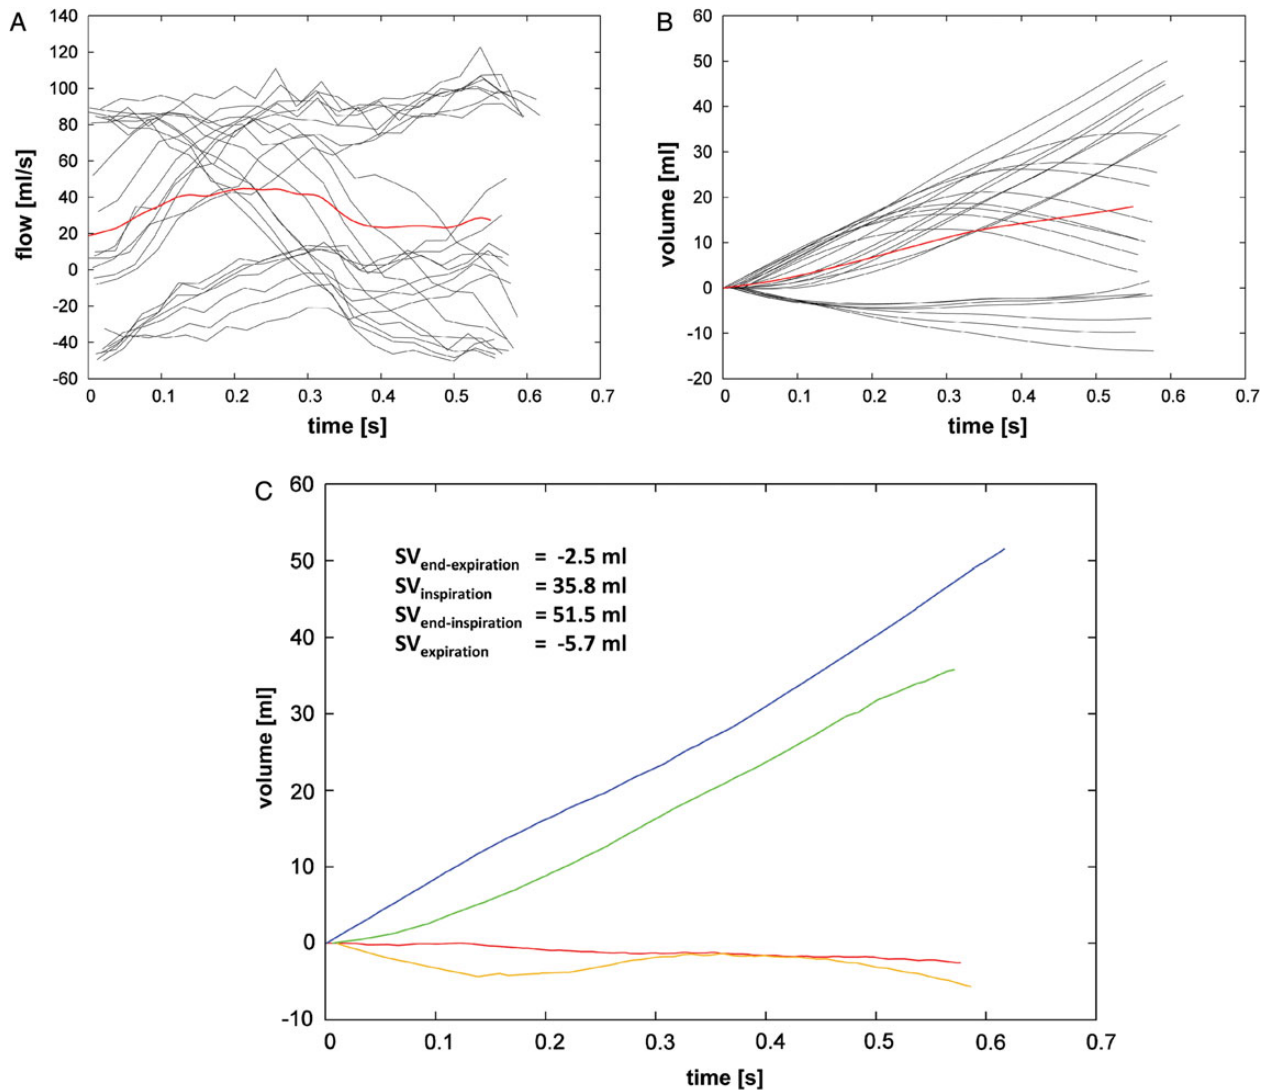 A
140
120
100
80
60
40
20
0
-20
-40
-60
flow [ml/s]
0 0.1 0.2 0.3 0.4 0.5 0.6 0.7
time [s]
B
60
50
40
30
20
10
0
-10
-20
volume [ml]
0 0.1 0.2 0.3 0.4 0.5 0.6 0.7
time [s]
C
60
50
40
30
20
10
0
-10
volume [ml]
SVend-expiration = -2.5 ml
SVinspiration = 35.8 ml
SVend-inspiration = 51.5 ml
SVexpiration = -5.7 ml
0 0.1 0.2 0.3 0.4 0.5 0.6 0.7
time [s]